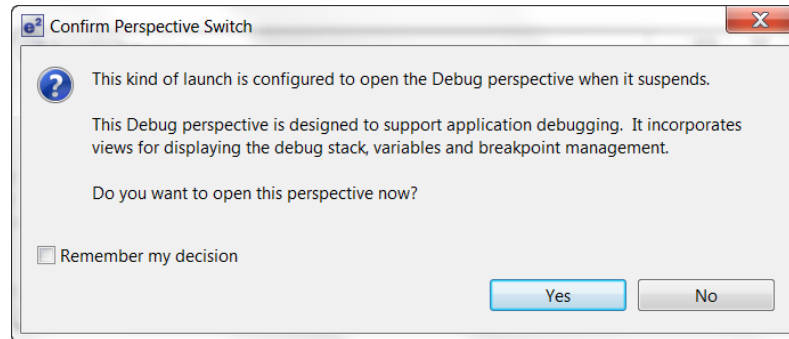 e² Confirm Perspective Switch
This kind of launch is configured to open the Debug perspective when it suspends.
This Debug perspective is designed to support application debugging. It incorporates
views for displaying the debug stack, variables and breakpoint management.
Do you want to open this perspective now?
Remember my decision
Yes No